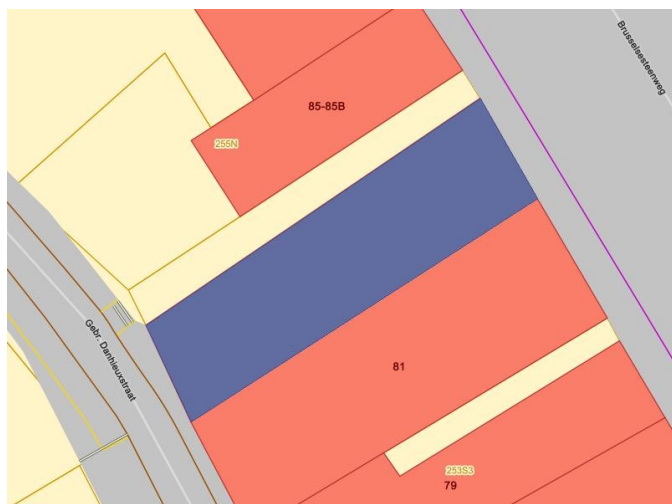 Brusselsesteenweg
85-85B
255N
Gebr. Danhieuxstraat
81
253S3
79